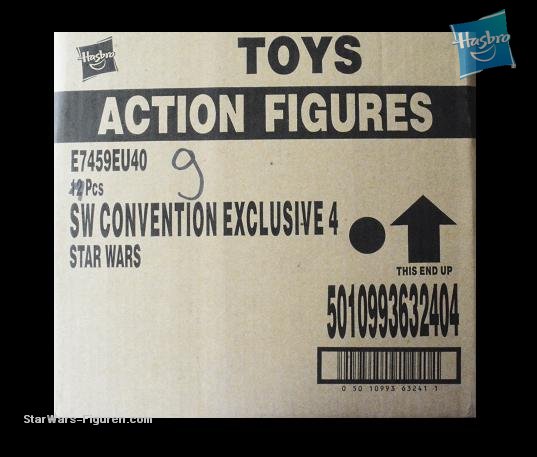 Hasbro
Hasbro
TOYS
ACTION FIGURES
E7459EU40
9
Pcs
SW CONVENTION EXCLUSIVE 4
STAR WARS
THIS END UP
5010993632404
0 50 10993 63241 1
StarWars-Figuren.com